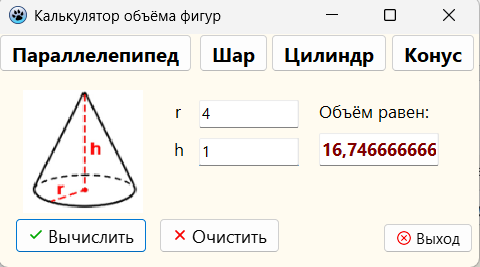 Калькулятор объёма фигур
Параллелепипед Шар Цилиндр Конус
r 4 Объём равен:
h 1 16,746666666
h
r
Вычислить Очистить Выход